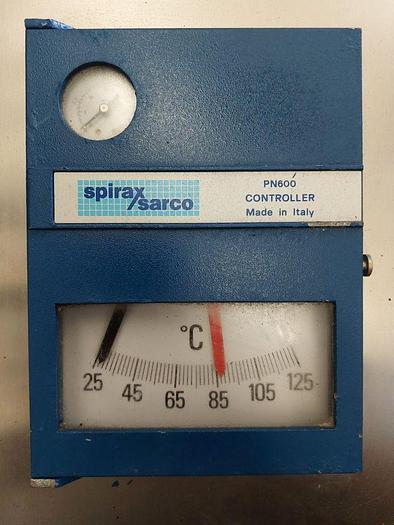 spirax
/sarco
PN600
CONTROLLER
Made in Italy
°C
25 45 65 85 105 125